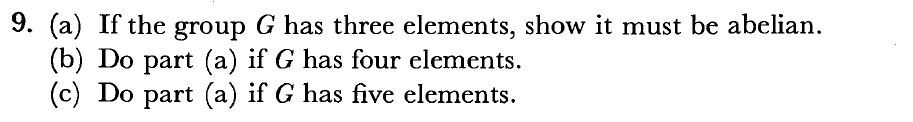 9. (a) If the group G has three elements, show it must be abelian.
(b) Do part (a) if G has four elements.
(c) Do part (a) if G has five elements.